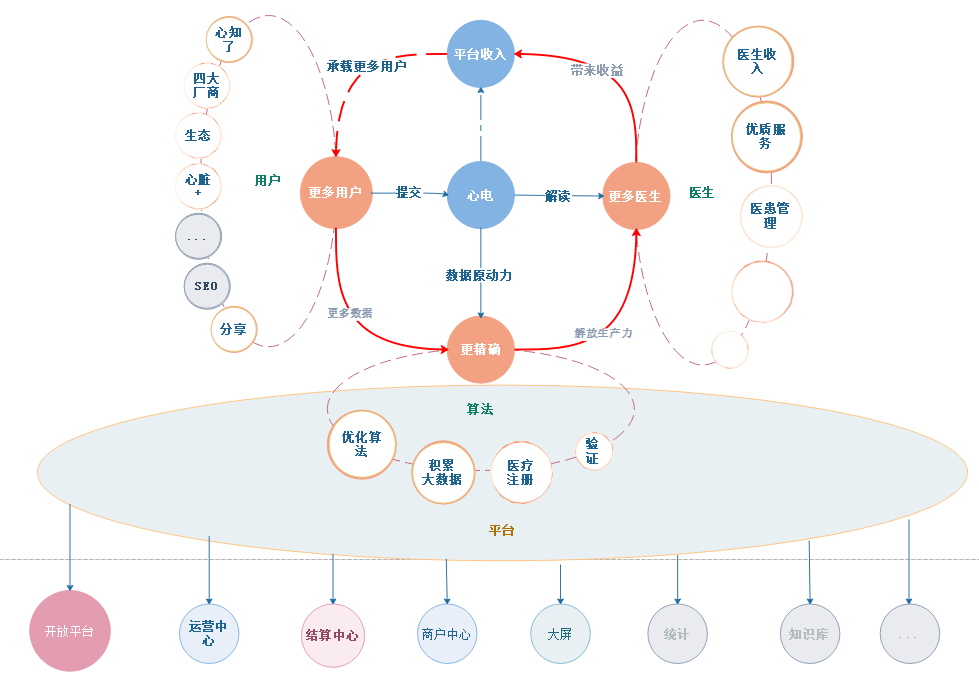 心知
了
四大
厂商
生态
心脏
+
...
SEO
分享
用户
承载更多用户
平台收入
带来收益
更多用户
提交
心电
解读
更多医生
医生
数据原动力
更多数据
更精确
解放生产力
医生收
入
优质服
务
医患管
理
算法
优化算
法
积累
大数据
医疗
注册
验
证
平台
开放平台
运营中
心
结算中心
商户中心
大屏
统计
知识库
...